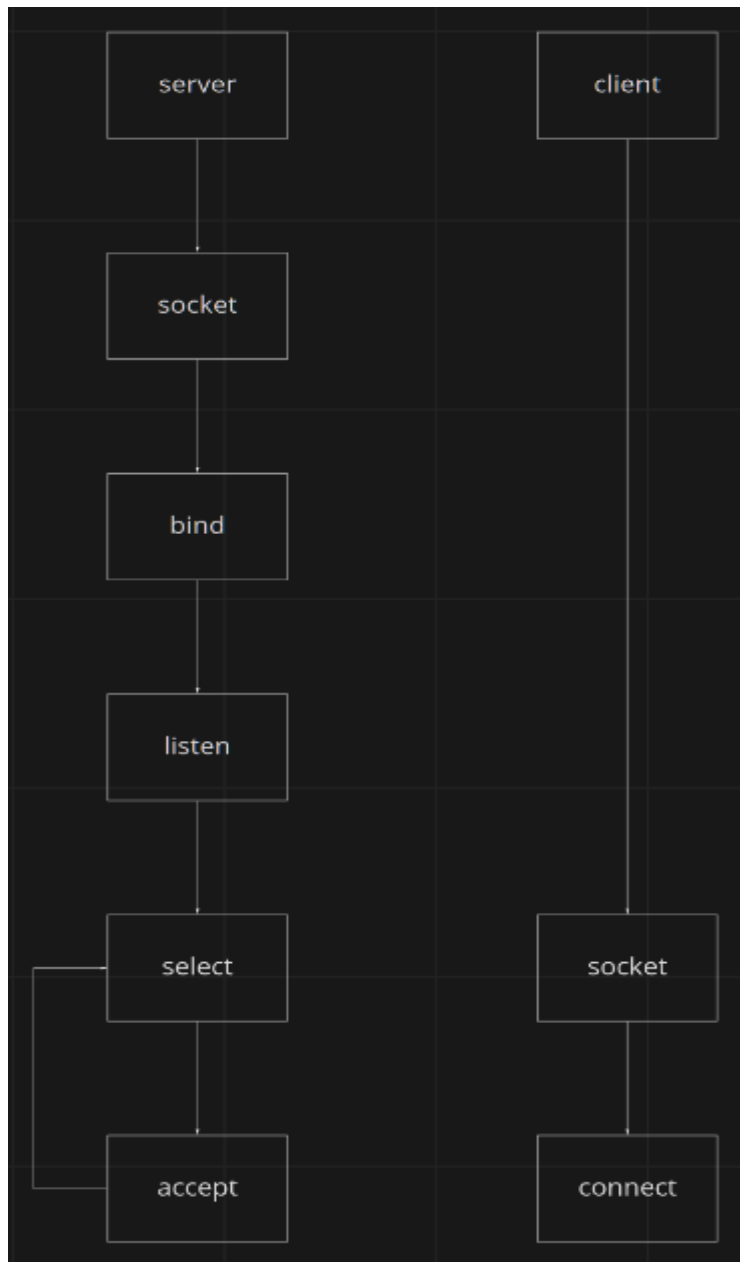 server
client
socket
bind
listen
select
socket
accept
connect